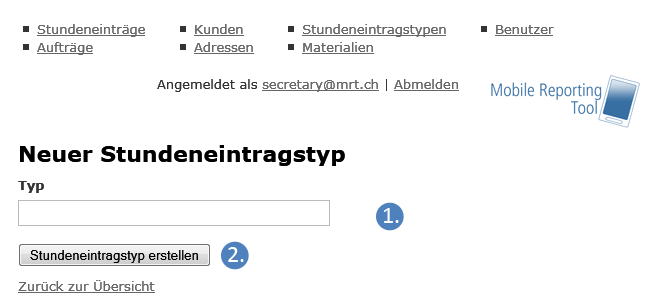 Stundeneinträge Kunden Stundeneintragstypen Benutzer
Aufträge Adressen Materialien
Angemeldet als secretary@mrt.ch | Abmelden
Mobile Reporting
Tool
Neuer Stundeneintragstyp
Typ
1.
Stundeneintragstyp erstellen 2.
Zurück zur Übersicht